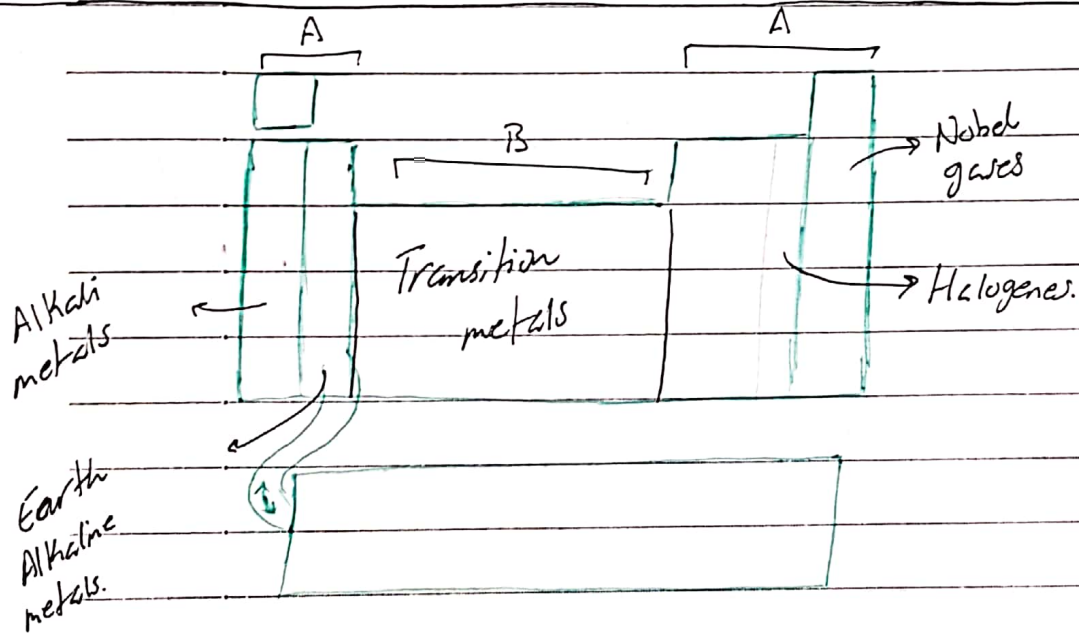 A
A
B
Nobel
gases
Transition
metals
Halogenes.
Alkali
metals
Earth
Alkaline
metals.